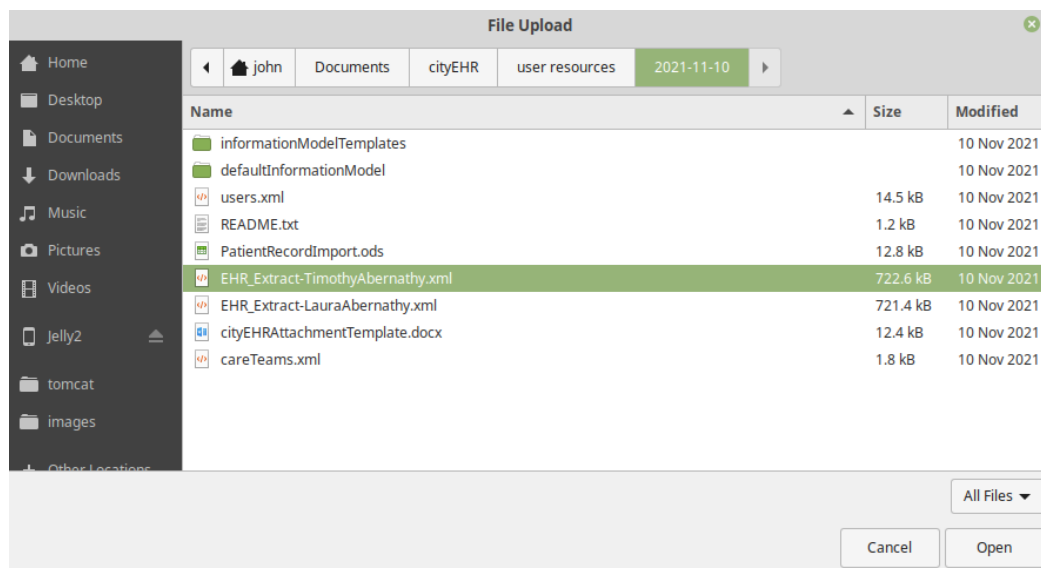 File Upload
Home
Desktop
Documents
Downloads
Music
Pictures
Videos
Jelly2
tomcat
images
Other Locations
john Documents cityEHR user resources 2021-11-10
Name Size Modified
informationModelTemplates 10 Nov 2021
defaultInformationModel 10 Nov 2021
users.xml 14.5 kB 10 Nov 2021
README.txt 1.2 kB 10 Nov 2021
PatientRecordImport.ods 12.8 kB 10 Nov 2021
EHR_Extract-TimothyAbernathy.xml 722.6 kB 10 Nov 2021
EHR_Extract-LauraAbernathy.xml 721.4 kB 10 Nov 2021
cityEHRAttachmentTemplate.docx 12.4 kB 10 Nov 2021
careTeams.xml 1.8 kB 10 Nov 2021
All Files
Cancel Open